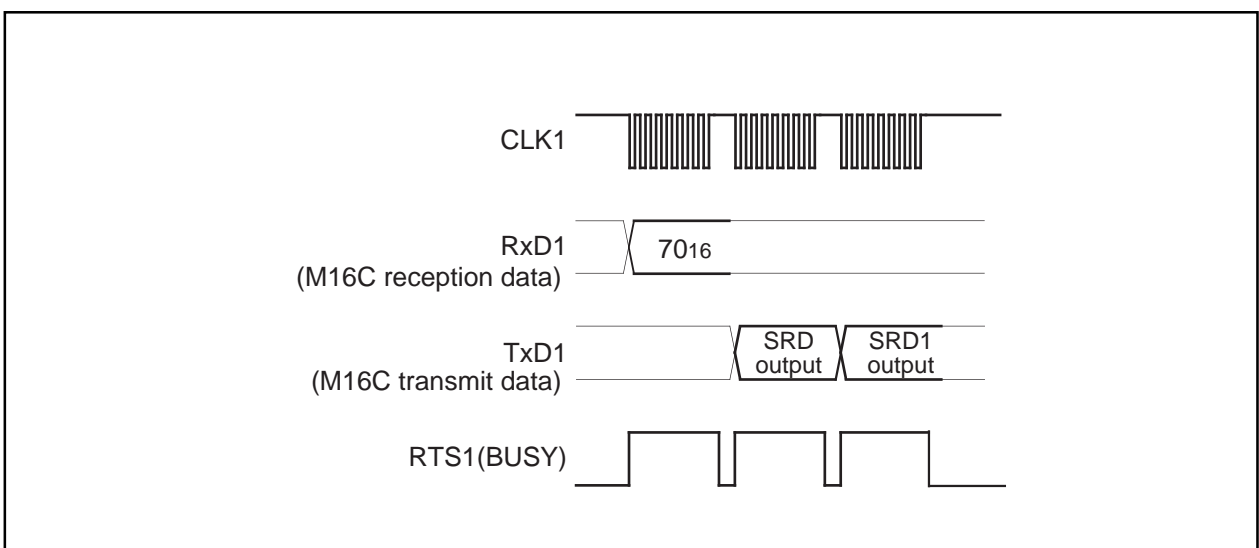 CLK1
RxD1
(M16C reception data)
7016
TxD1
(M16C transmit data)
SRD
output
SRD1
output
RTS1(BUSY)